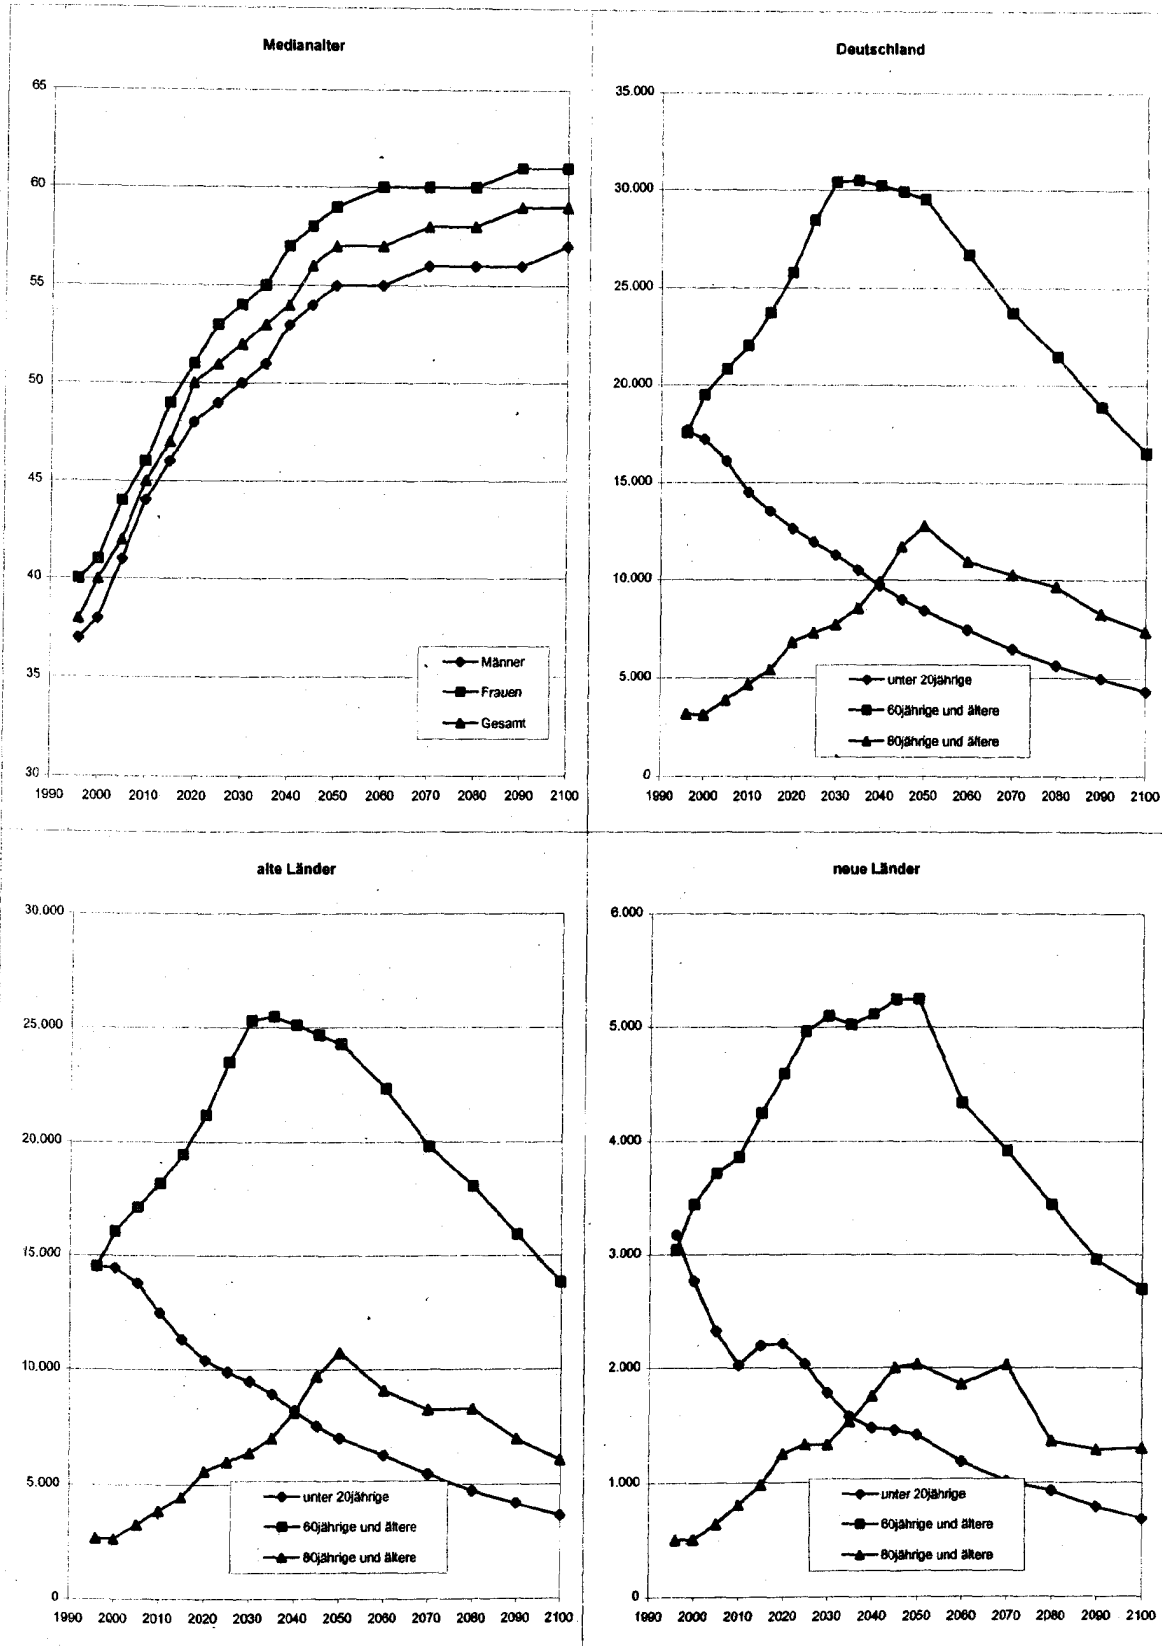 Medianalter
65
60
55
50
45
40
35
30
1990 2000 2010 2020 2030 2040 2050 2060 2070 2080 2090 2100
Männer
Frauen
Gesamt
Deutschland
35.000
30.000
25.000
20.000
15.000
10.000
5.000
0
1990 2000 2010 2020 2030 2040 2050 2060 2070 2080 2090 2100
unter 20jährige
60jährige und ältere
80jährige und ältere
alte Länder
30.000
25.000
20.000
15.000
10.000
5.000
0
1990 2000 2010 2020 2030 2040 2050 2060 2070 2080 2090 2100
unter 20jährige
60jährige und ältere
80jährige und ältere
neue Länder
6.000
5.000
4.000
3.000
2.000
1.000
0
1990 2000 2010 2020 2030 2040 2050 2060 2070 2080 2090 2100
unter 20jährige
60jährige und ältere
80jährige und ältere